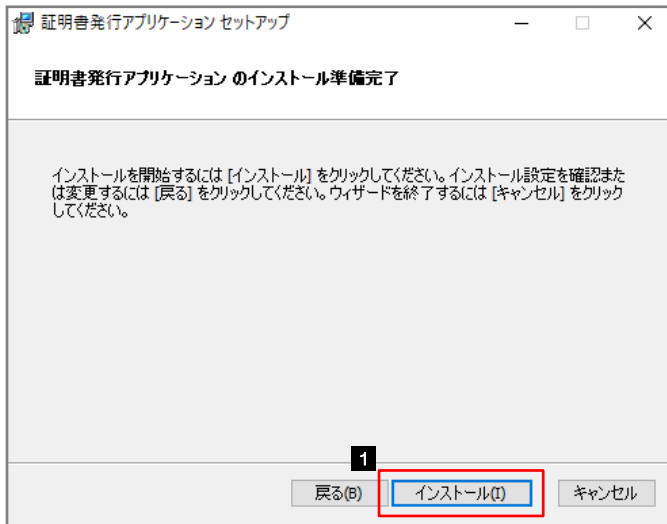 証明書発行アプリケーション セットアップ
証明書発行アプリケーション のインストール準備完了
インストールを開始するには [インストール] をクリックしてください。インストール設定を確認また
は変更するには [戻る] をクリックしてください。ウィザードを終了するには [キャンセル] をクリック
してください。
1
戻る(B) インストール(I) キャンセル